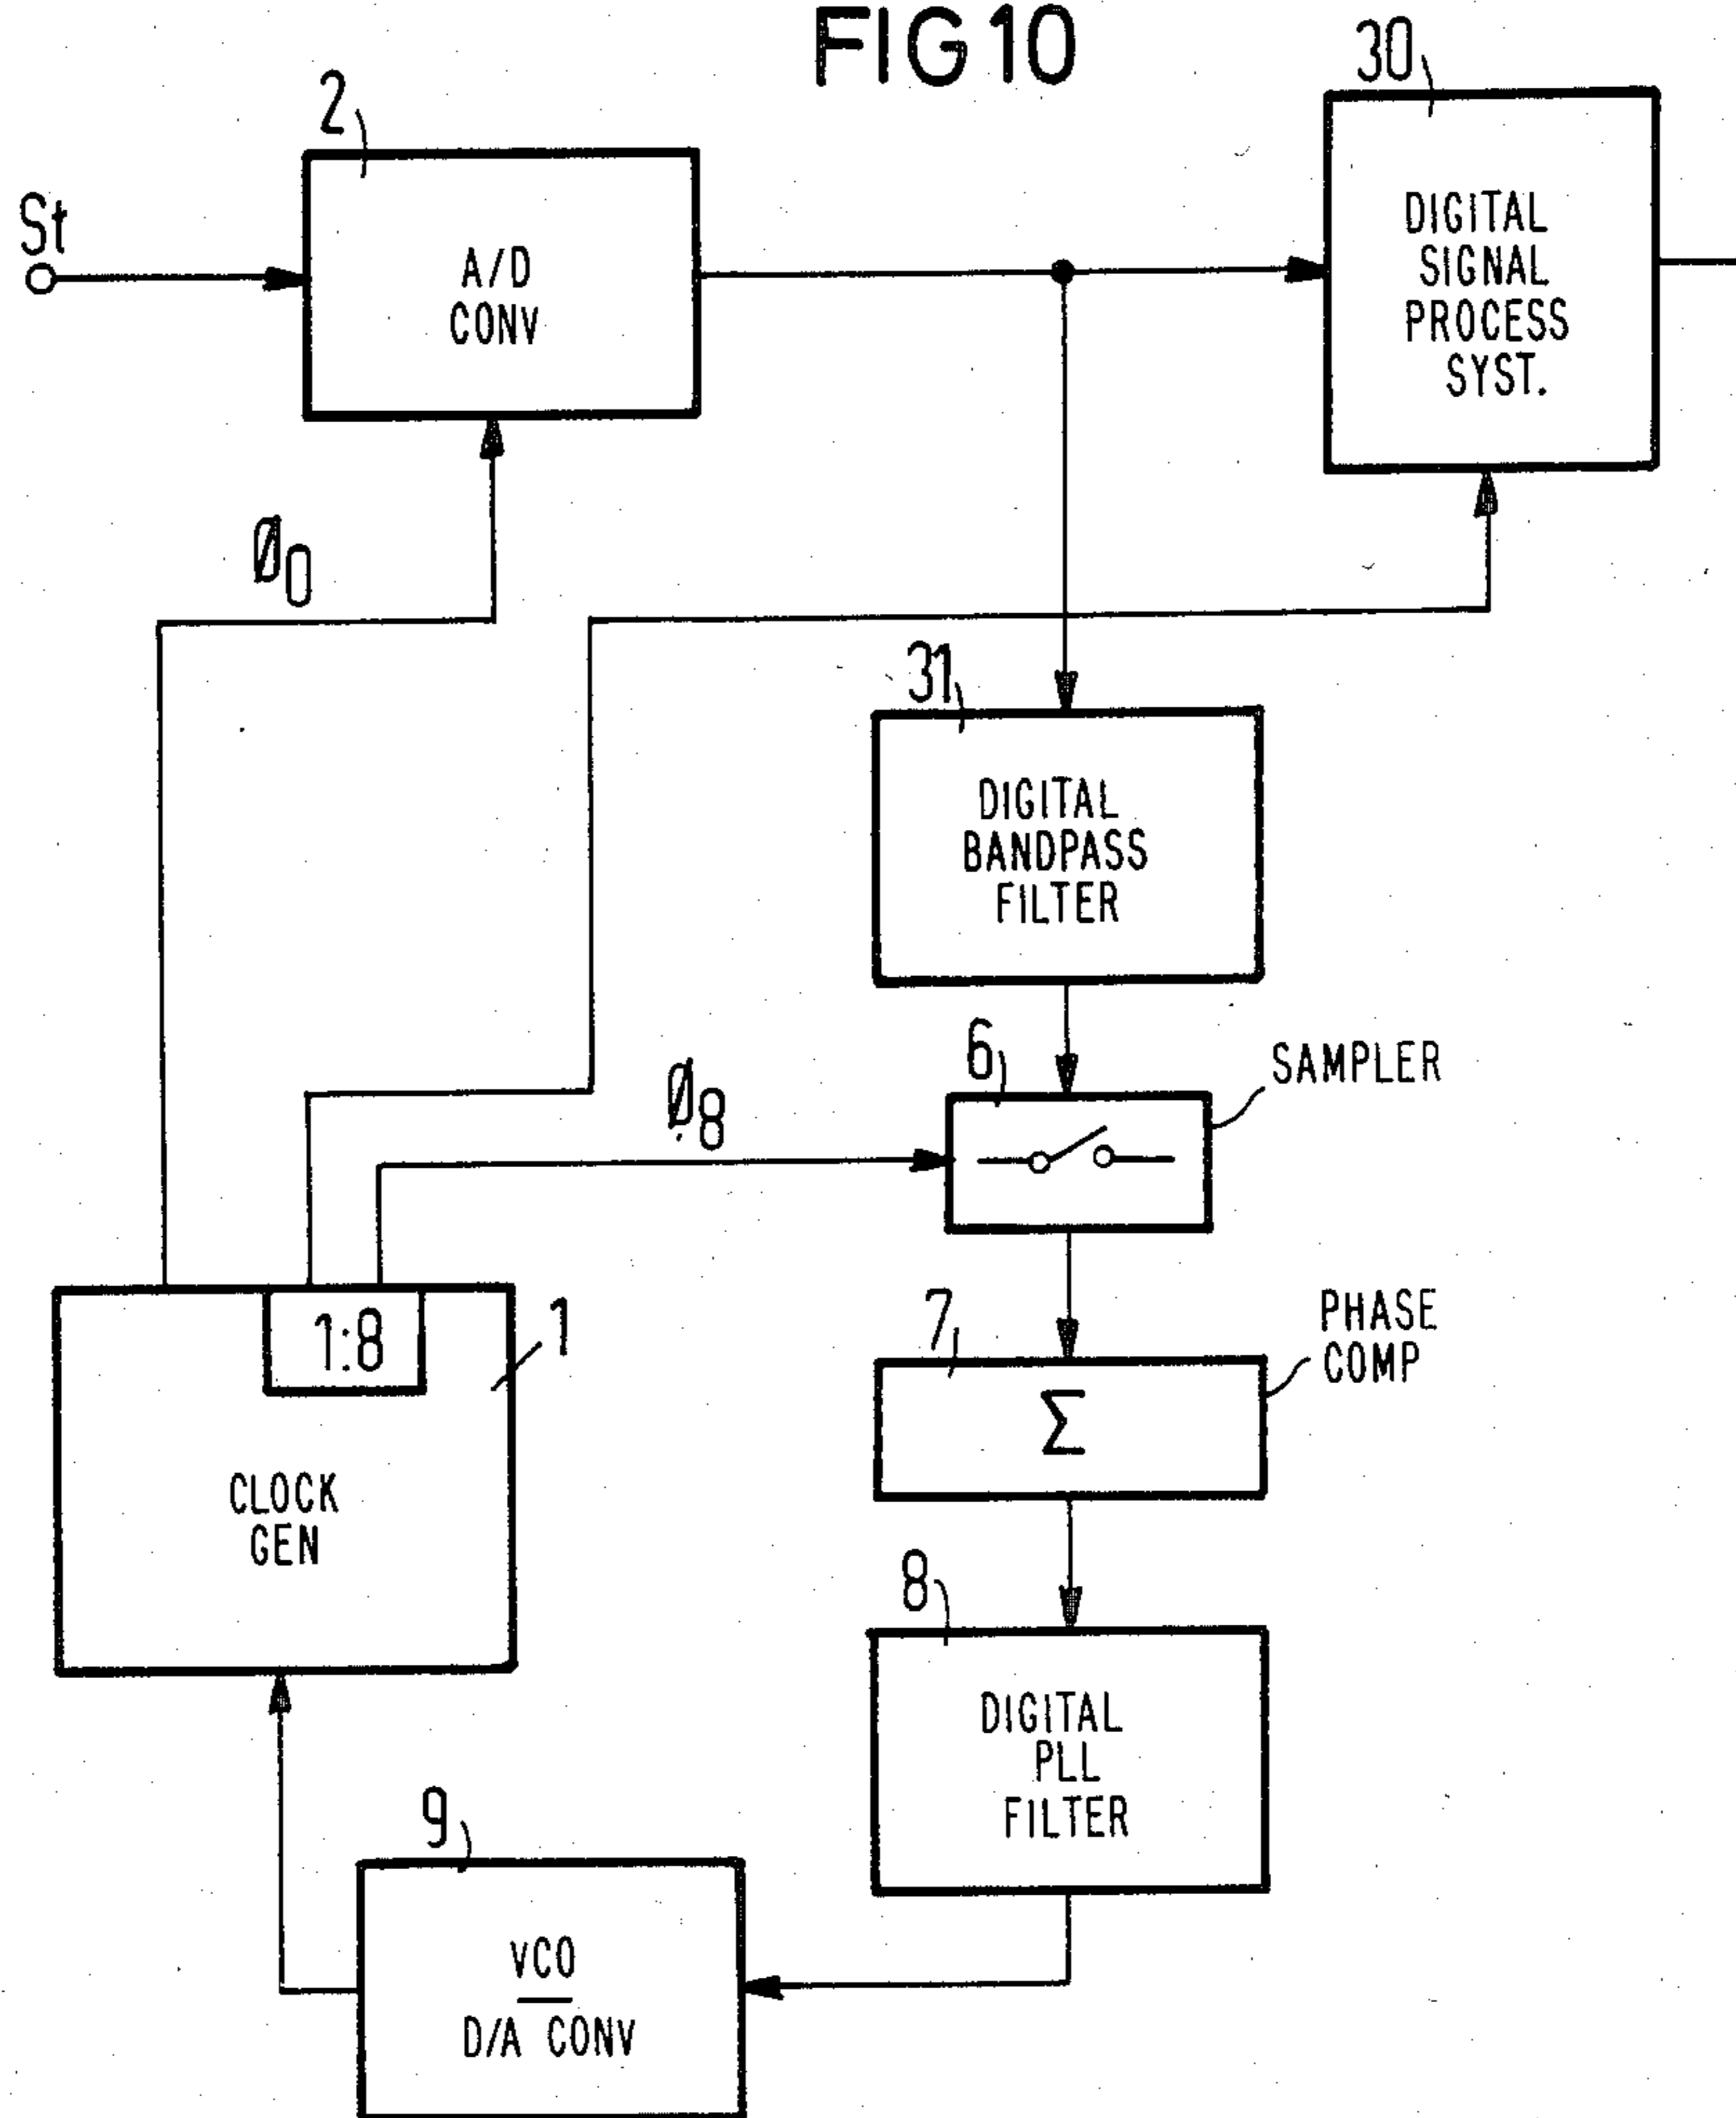 FIG 10
2
30
St
A/D
CONV
DIGITAL
SIGNAL
PROCESS
SYST.
Ø0
31
DIGITAL
BANDPASS
FILTER
6
SAMPLER
Ø8
1:8
1
7
PHASE
COMP
Σ
CLOCK
GEN
8
DIGITAL
PLL
FILTER
9
VCO
D/A CONV